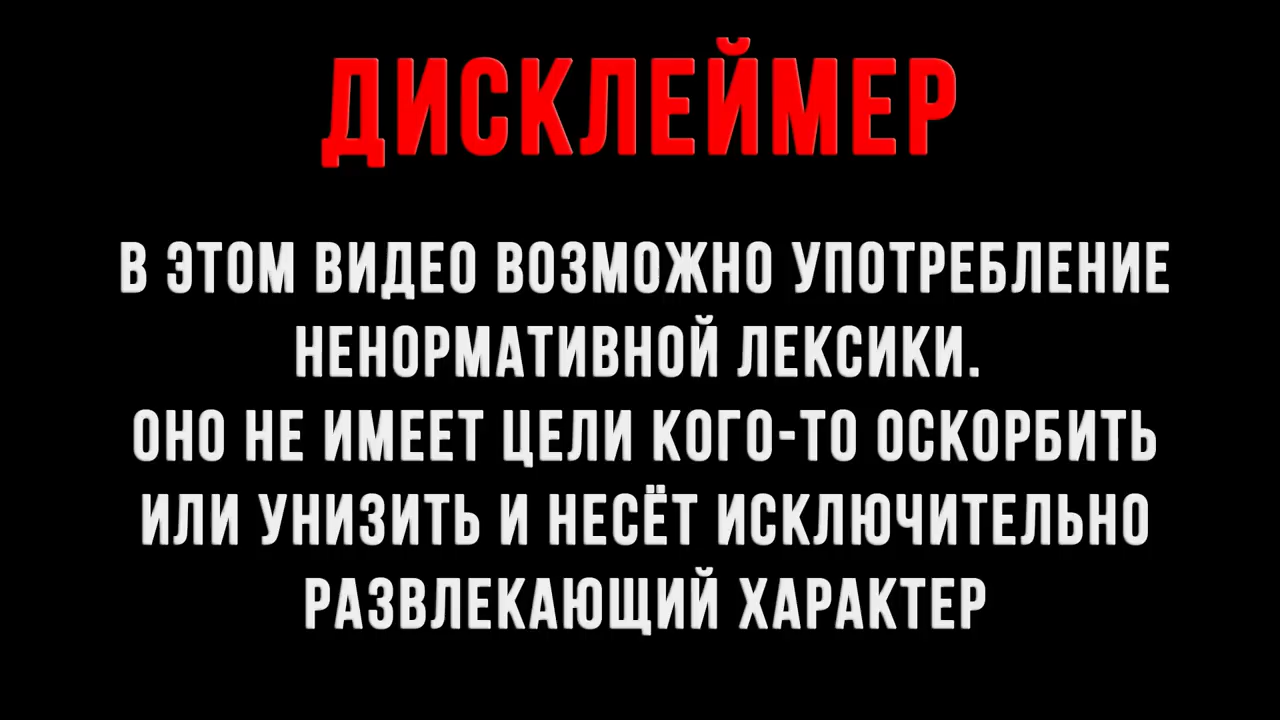 ДИСКЛЕЙМЕР
В ЭТОМ ВИДЕО ВОЗМОЖНО УПОТРЕБЛЕНИЕ
НЕНОРМАТИВНОЙ ЛЕКСИКИ.
ОНО НЕ ИМЕЕТ ЦЕЛИ КОГО-ТО ОСКОРБИТЬ
ИЛИ УНИЗИТЬ И НЕСЁТ ИСКЛЮЧИТЕЛЬНО
РАЗВЛЕКАЮЩИЙ ХАРАКТЕР